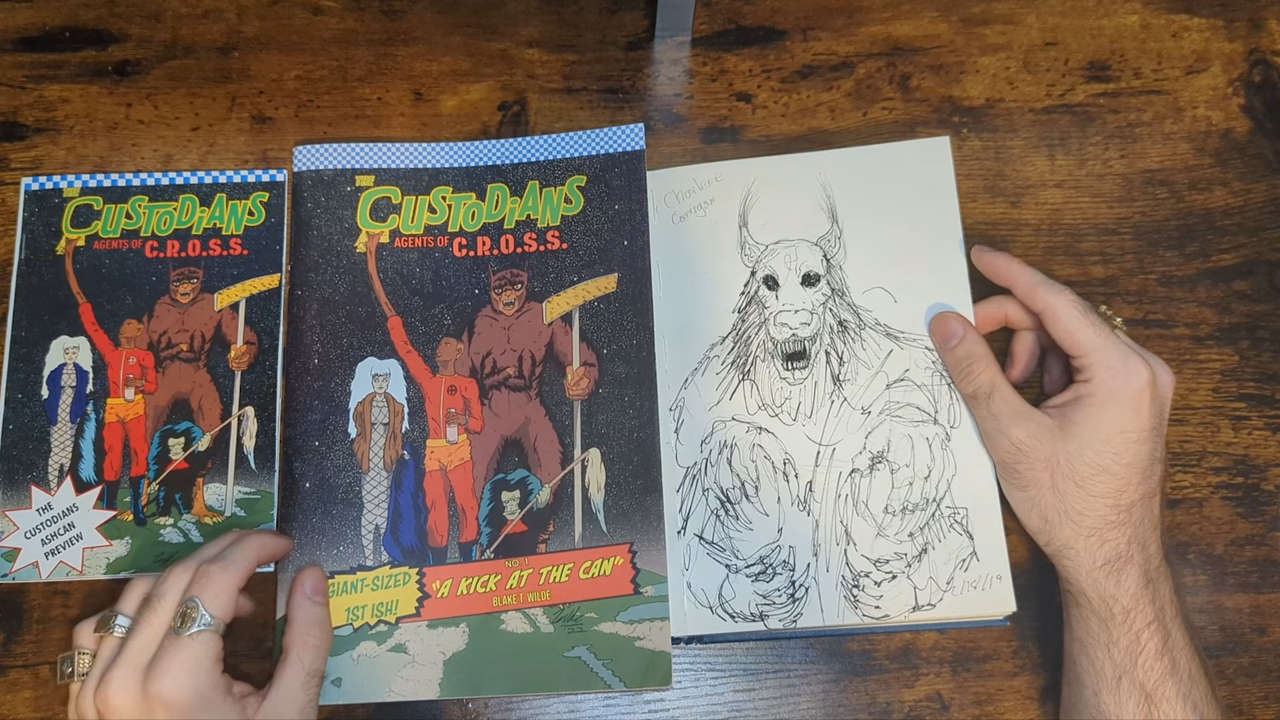 THE
CUSTODIANS
AGENTS OF C.R.O.S.S.
THE
CUSTODIANS
ASHCAN
PREVIEW
THE
CUSTODIANS
AGENTS OF C.R.O.S.S.
GIANT-SIZED
1ST ISH!
NO. 1
"A KICK AT THE CAN"
BLAKE T. WILDE